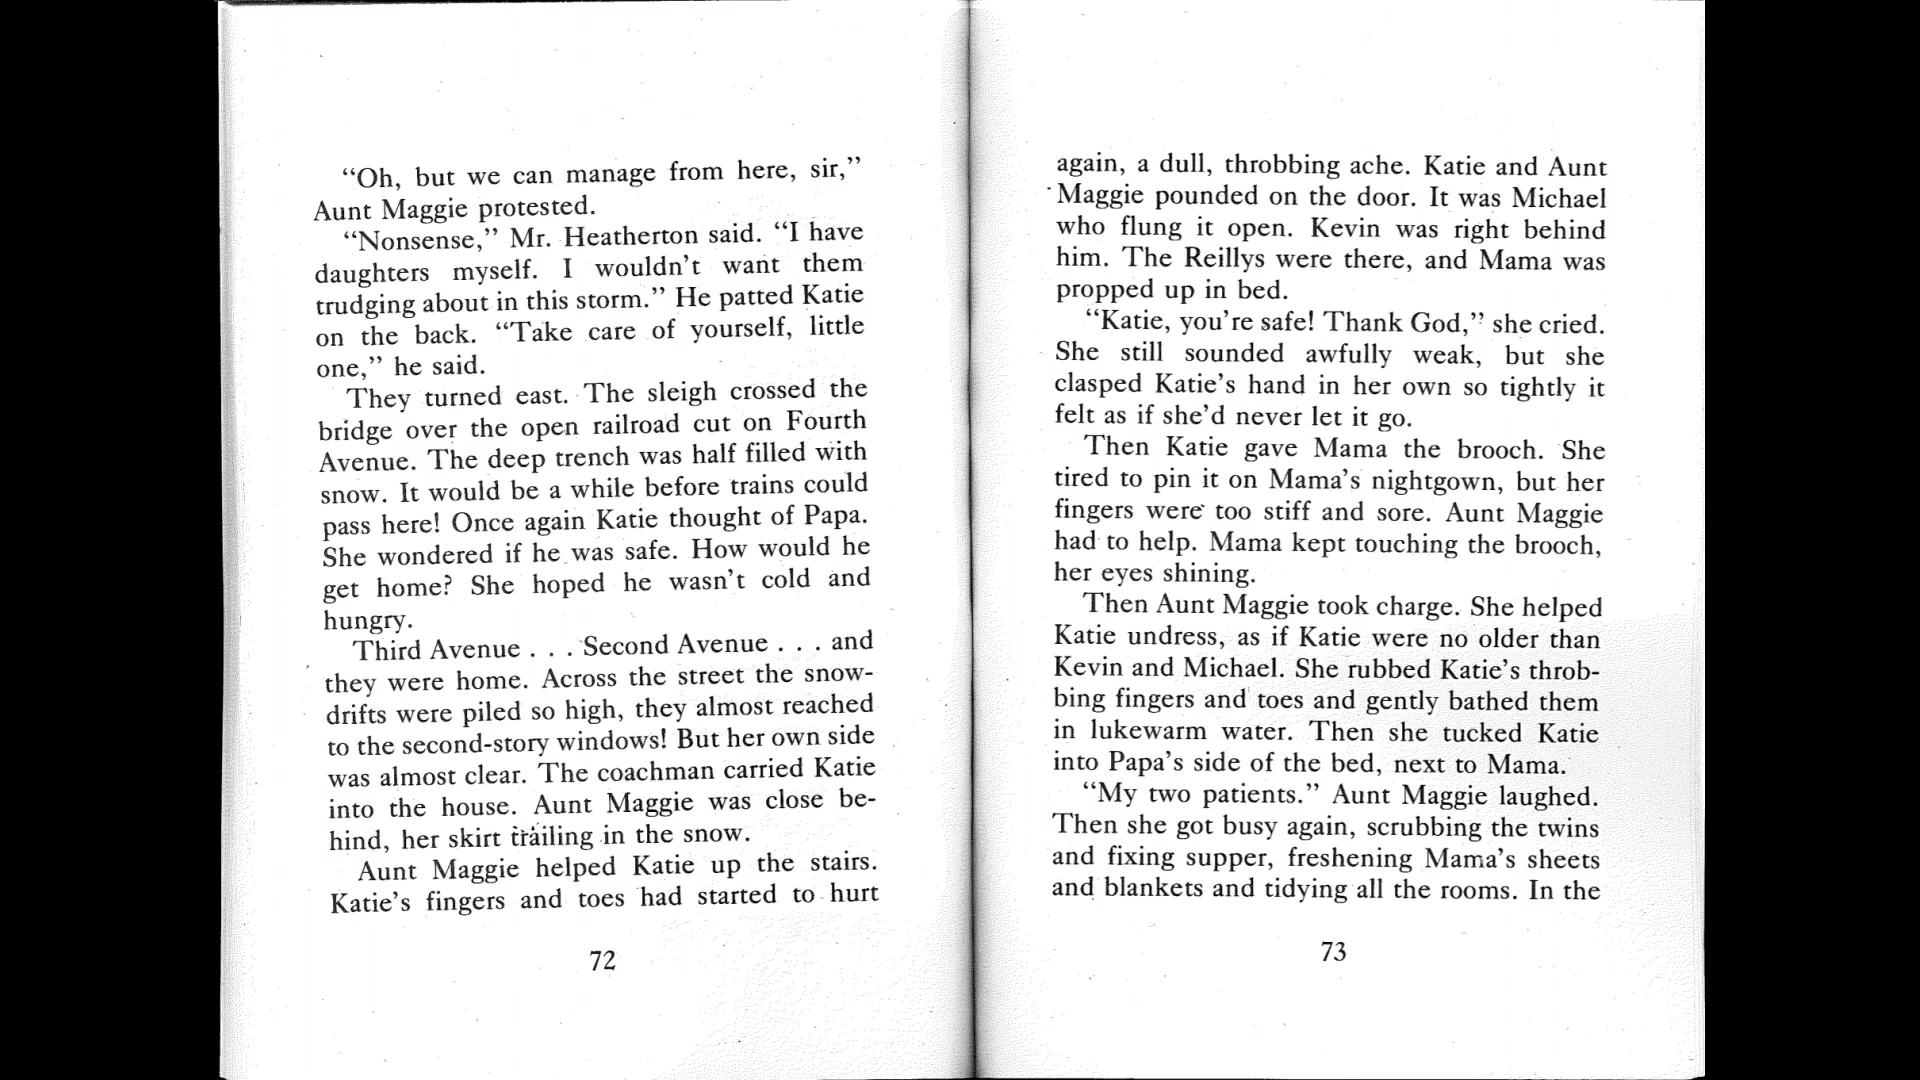 “Oh, but we can manage from here, sir,”
Aunt Maggie protested.
“Nonsense,” Mr. Heatherton said. “I have
daughters myself. I wouldn’t want them
trudging about in this storm.” He patted Katie
on the back. “Take care of yourself, little
one,” he said.
They turned east. The sleigh crossed the
bridge over the open railroad cut on Fourth
Avenue. The deep trench was half filled with
snow. It would be a while before trains could
pass here! Once again Katie thought of Papa.
She wondered if he was safe. How would he
get home? She hoped he wasn’t cold and
hungry.
Third Avenue . . . Second Avenue . . . and
they were home. Across the street the snow-
drifts were piled so high, they almost reached
to the second-story windows! But her own side
was almost clear. The coachman carried Katie
into the house. Aunt Maggie was close be-
hind, her skirt trailing in the snow.
Aunt Maggie helped Katie up the stairs.
Katie’s fingers and toes had started to hurt
72
again, a dull, throbbing ache. Katie and Aunt
Maggie pounded on the door. It was Michael
who flung it open. Kevin was right behind
him. The Reillys were there, and Mama was
propped up in bed.
“Katie, you’re safe! Thank God,” she cried.
She still sounded awfully weak, but she
clasped Katie’s hand in her own so tightly it
felt as if she’d never let it go.
Then Katie gave Mama the brooch. She
tired to pin it on Mama’s nightgown, but her
fingers were too stiff and sore. Aunt Maggie
had to help. Mama kept touching the brooch,
her eyes shining.
Then Aunt Maggie took charge. She helped
Katie undress, as if Katie were no older than
Kevin and Michael. She rubbed Katie’s throb-
bing fingers and toes and gently bathed them
in lukewarm water. Then she tucked Katie
into Papa’s side of the bed, next to Mama.
“My two patients.” Aunt Maggie laughed.
Then she got busy again, scrubbing the twins
and fixing supper, freshening Mama’s sheets
and blankets and tidying all the rooms. In the
73